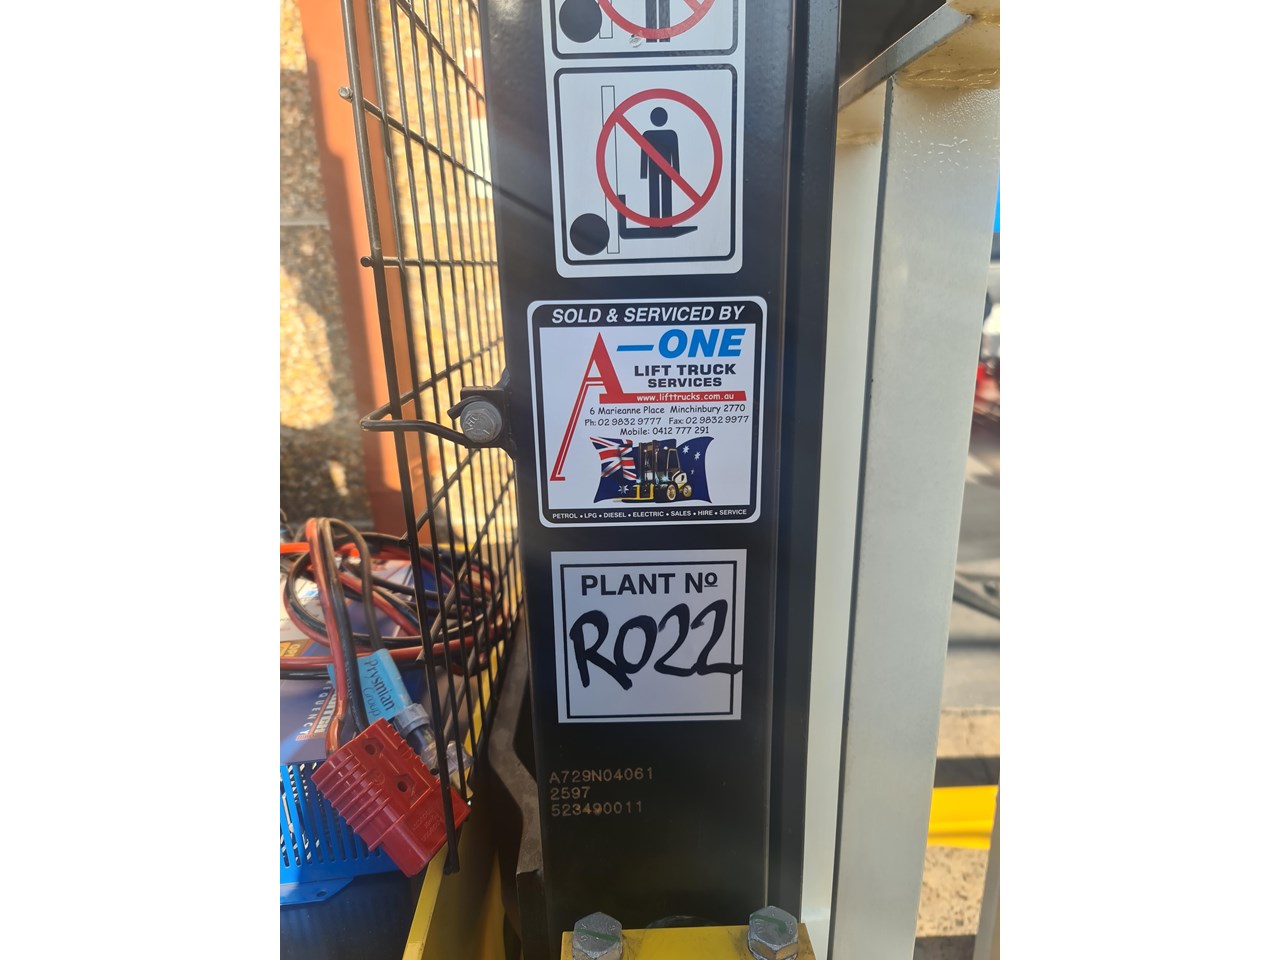 SOLD & SERVICED BY
A-ONE
LIFT TRUCK
SERVICES
www.lifttrucks.com.au
6 Marieanne Place Minchinbury 2770
Ph: 02 9832 9777 Fax: 02 9832 9977
Mobile: 0412 777 291
PETROL • LPG • DIESEL • ELECTRIC • SALES • HIRE • SERVICE
PLANT Nº
R022
Prysmian
Group
A729N04061
2597
523490011